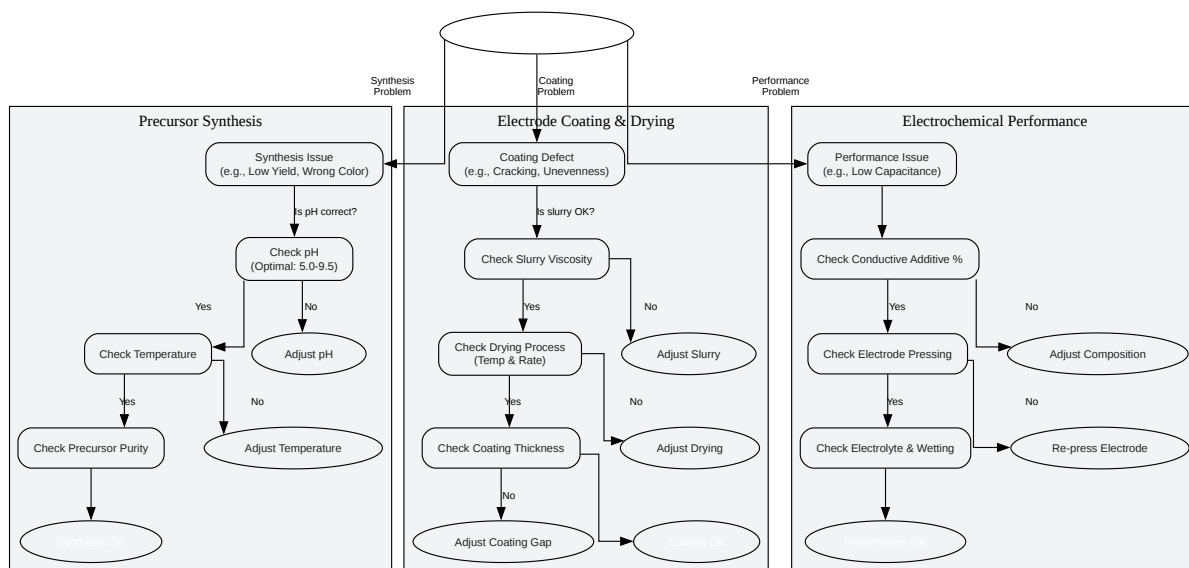 Synthesis
Problem
Coating
Problem
Performance
Problem
Precursor Synthesis
Electrode Coating & Drying
Electrochemical Performance
Synthesis Issue
(e.g., Low Yield, Wrong Color)
Coating Defect
(e.g., Cracking, Unevenness)
Performance Issue
(e.g., Low Capacitance)
Is pH correct?
Is slurry OK?
Check pH
(Optimal: 5.0-9.5)
Check Slurry Viscosity
Check Conductive Additive %
Yes
No
Yes
No
Yes
No
Check Temperature
Adjust pH
Check Drying Process
(Temp & Rate)
Adjust Slurry
Check Electrode Pressing
Adjust Composition
Yes
No
Yes
No
Yes
No
Check Precursor Purity
Adjust Temperature
Check Coating Thickness
Adjust Drying
Check Electrolyte & Wetting
Re-press Electrode
No
Synthesis OK
Adjust Coating Gap
Coating OK
Performance OK